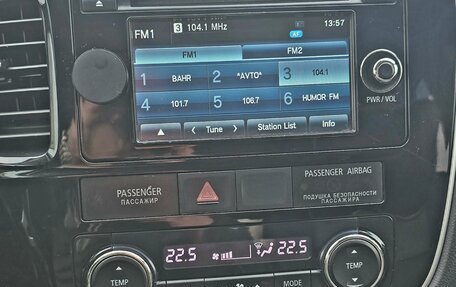 FM1
3 104.1 MHz
13:57
AF
FM1 FM2
1 ВАНR 2 *AVTO* 3 104.1
4 101.7 5 106.7 6 HUMOR FM
Tune Station List Info
PWR / VOL
PASSENGER
ПАССАЖИР
PASSENGER AIRBAG
ПОДУШКА БЕЗОПАСНОСТИ
ПАССАЖИРА
22.5 22.5
TEMP
MODE
TEMP